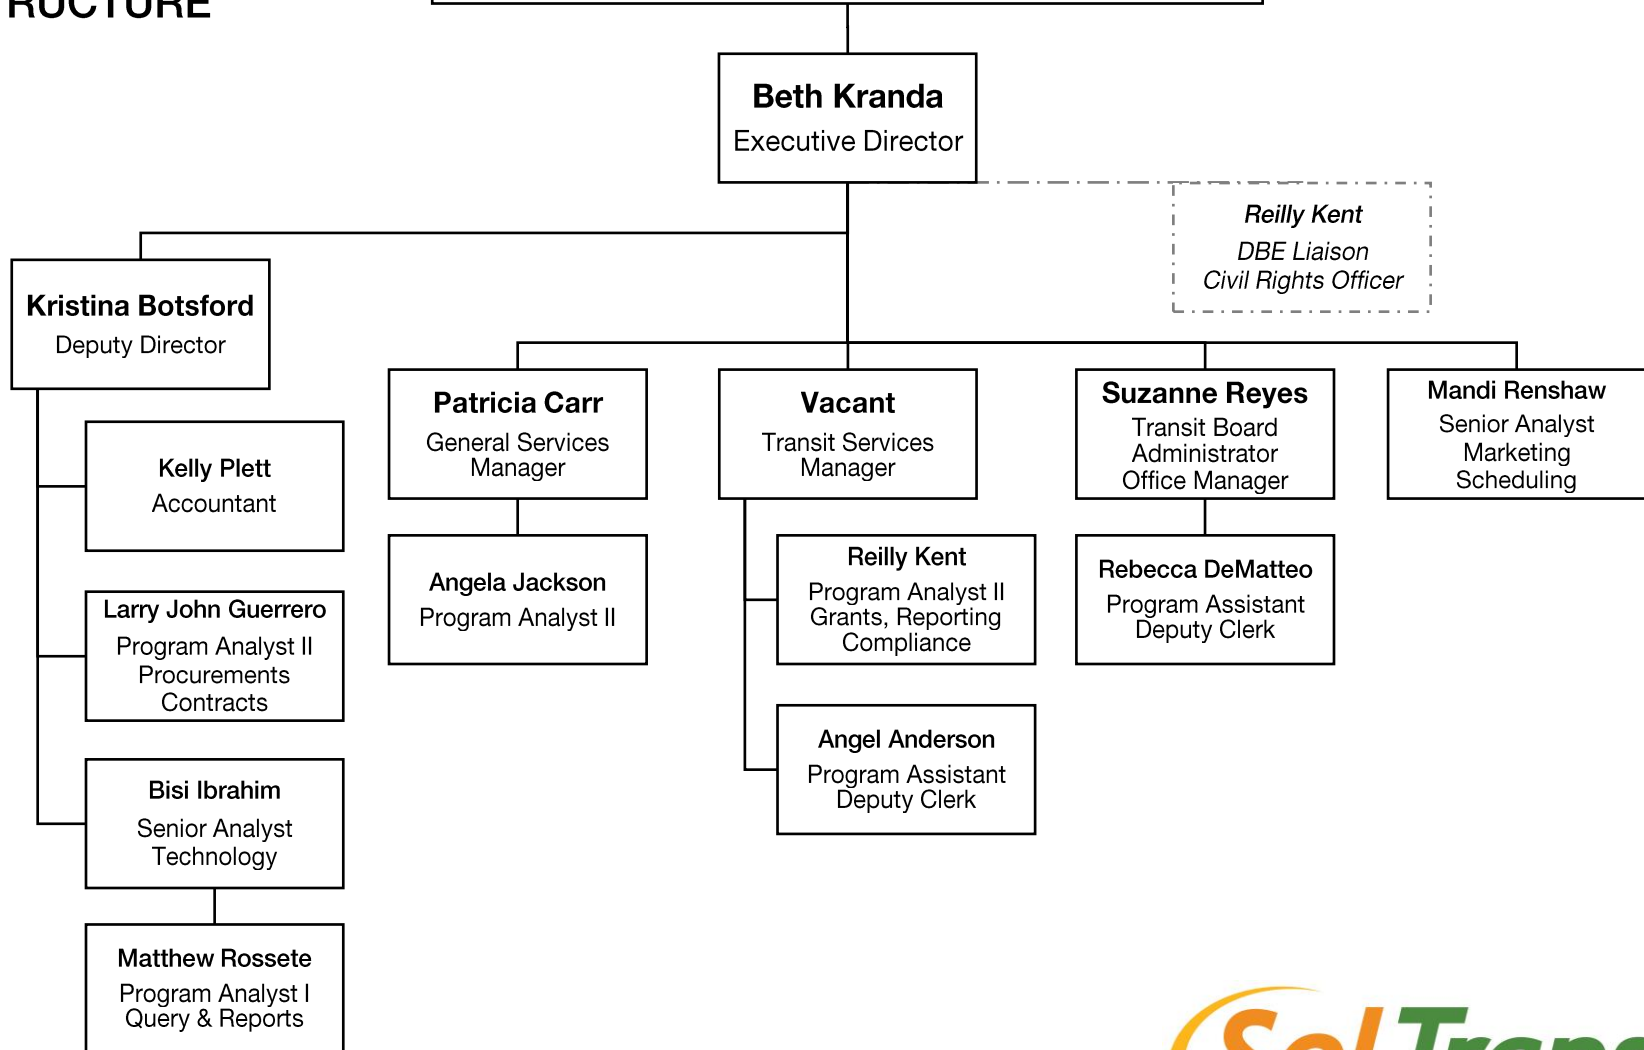 RUCTURE
Beth Kranda
Executive Director
Reilly Kent
DBE Liaison
Civil Rights Officer
Kristina Botsford
Deputy Director
Kelly Plett
Accountant
Larry John Guerrero
Program Analyst II
Procurements
Contracts
Bisi Ibrahim
Senior Analyst
Technology
Matthew Rossete
Program Analyst I
Query & Reports
Patricia Carr
General Services
Manager
Angela Jackson
Program Analyst II
Vacant
Transit Services
Manager
Reilly Kent
Program Analyst II
Grants, Reporting
Compliance
Angel Anderson
Program Assistant
Deputy Clerk
Suzanne Reyes
Transit Board
Administrator
Office Manager
Rebecca DeMatteo
Program Assistant
Deputy Clerk
Mandi Renshaw
Senior Analyst
Marketing
Scheduling
SolTrans